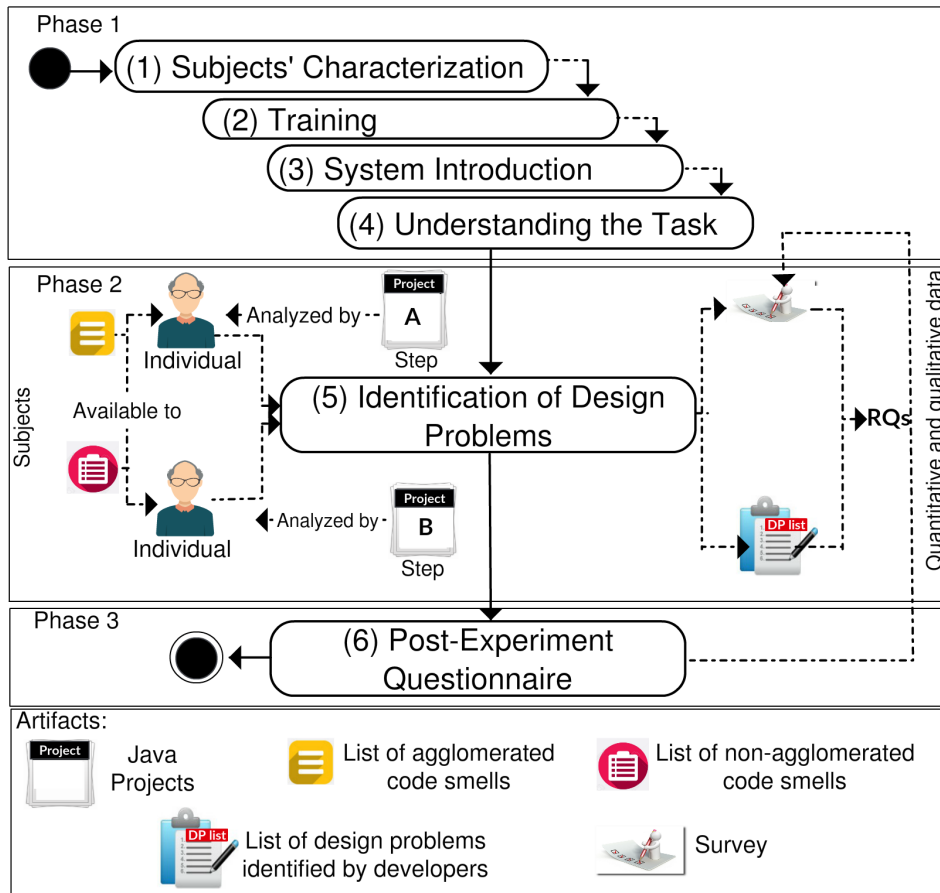 Phase 1
(1) Subjects' Characterization
(2) Training
(3) System Introduction
(4) Understanding the Task
Phase 2
Subjects
Individual
Analyzed by
Project
A
Step
Available to
(5) Identification of Design
Problems
RQs
Quantitative and qualitative data
Individual
Analyzed by
Project
B
Step
DP list
Phase 3
(6) Post-Experiment
Questionnaire
Artifacts:
Project
Java
Projects
List of agglomerated
code smells
List of non-agglomerated
code smells
DP list
List of design problems
identified by developers
Survey